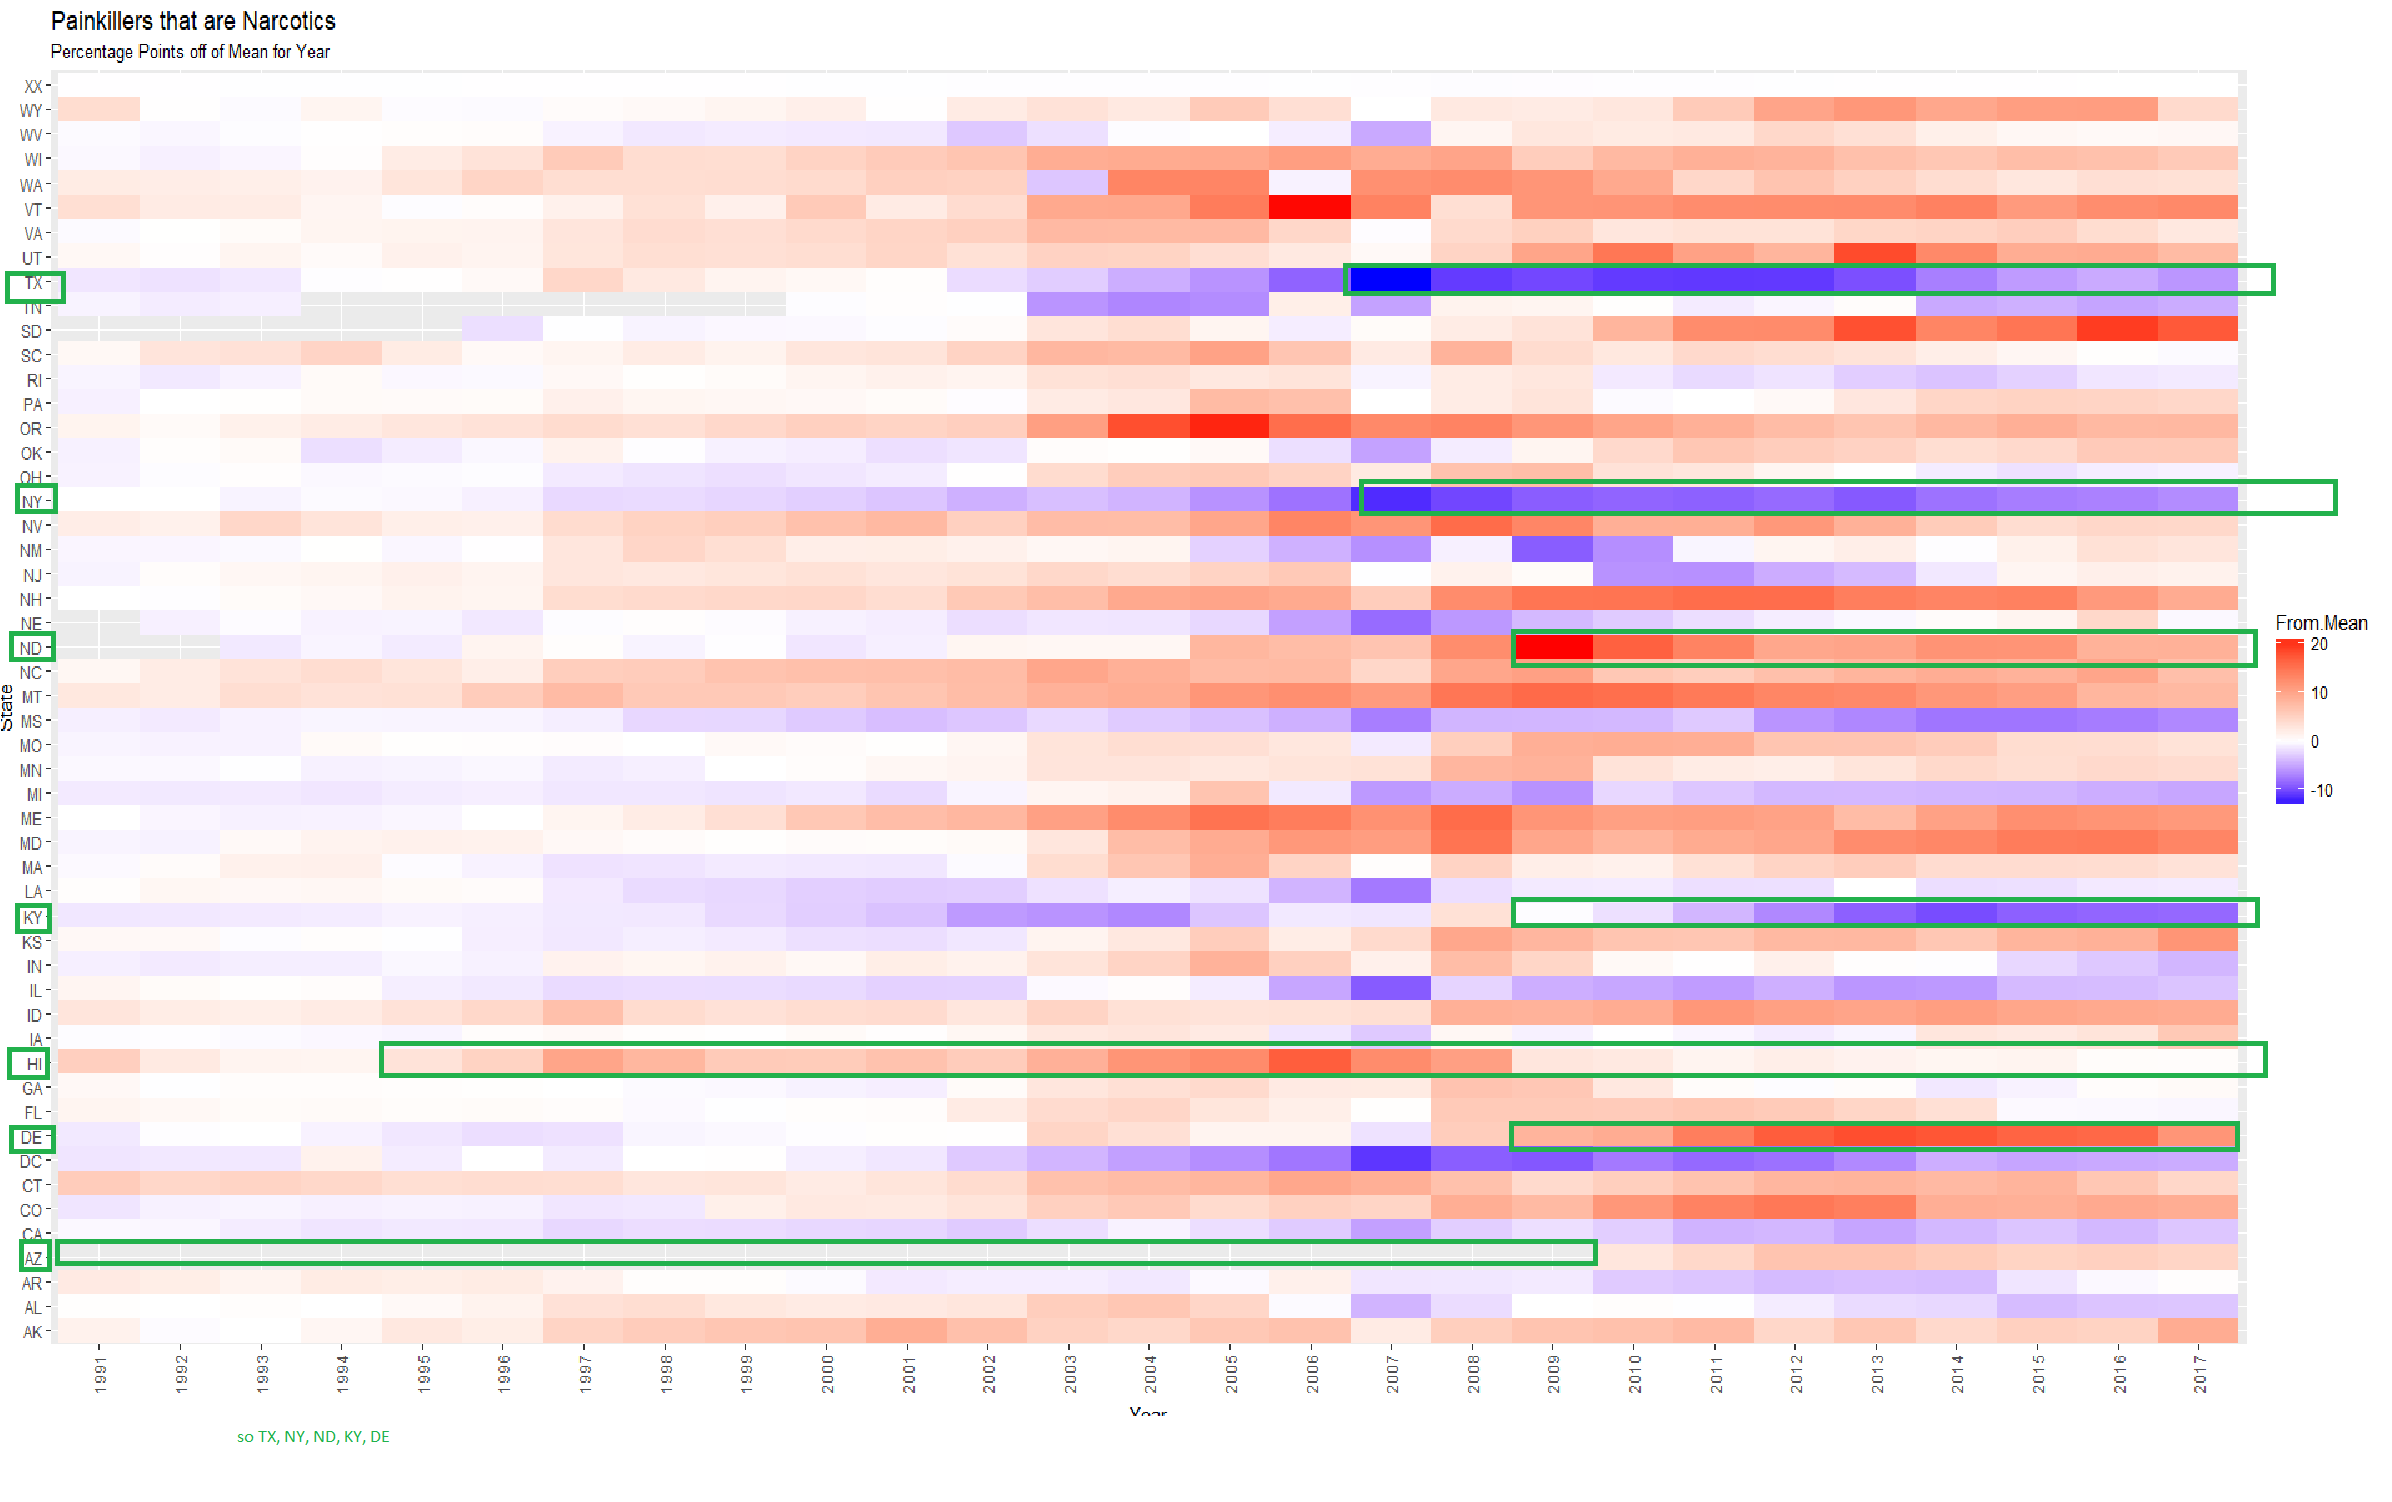 Painkillers that are Narcotics
Percentage Points off of Mean for Year
XX
WY
WV
WI
WA
VT
VA
UT
TX
TN
SD
SC
RI
PA
OR
OK
OH
NY
NV
NM
NJ
NH
NE
ND
NC
MT
MS
MO
MN
MI
ME
MD
MA
LA
KY
KS
IN
IL
ID
IA
HI
GA
FL
DE
DC
CT
CO
CA
AZ
AR
AL
AK
State
From.Mean
20
10
0
-10
1991
1992
1993
1994
1995
1996
1997
1998
1999
2000
2001
2002
2003
2004
2005
2006
2007
2008
2009
2010
2011
2012
2013
2014
2015
2016
2017
Year
so TX, NY, ND, KY, DE